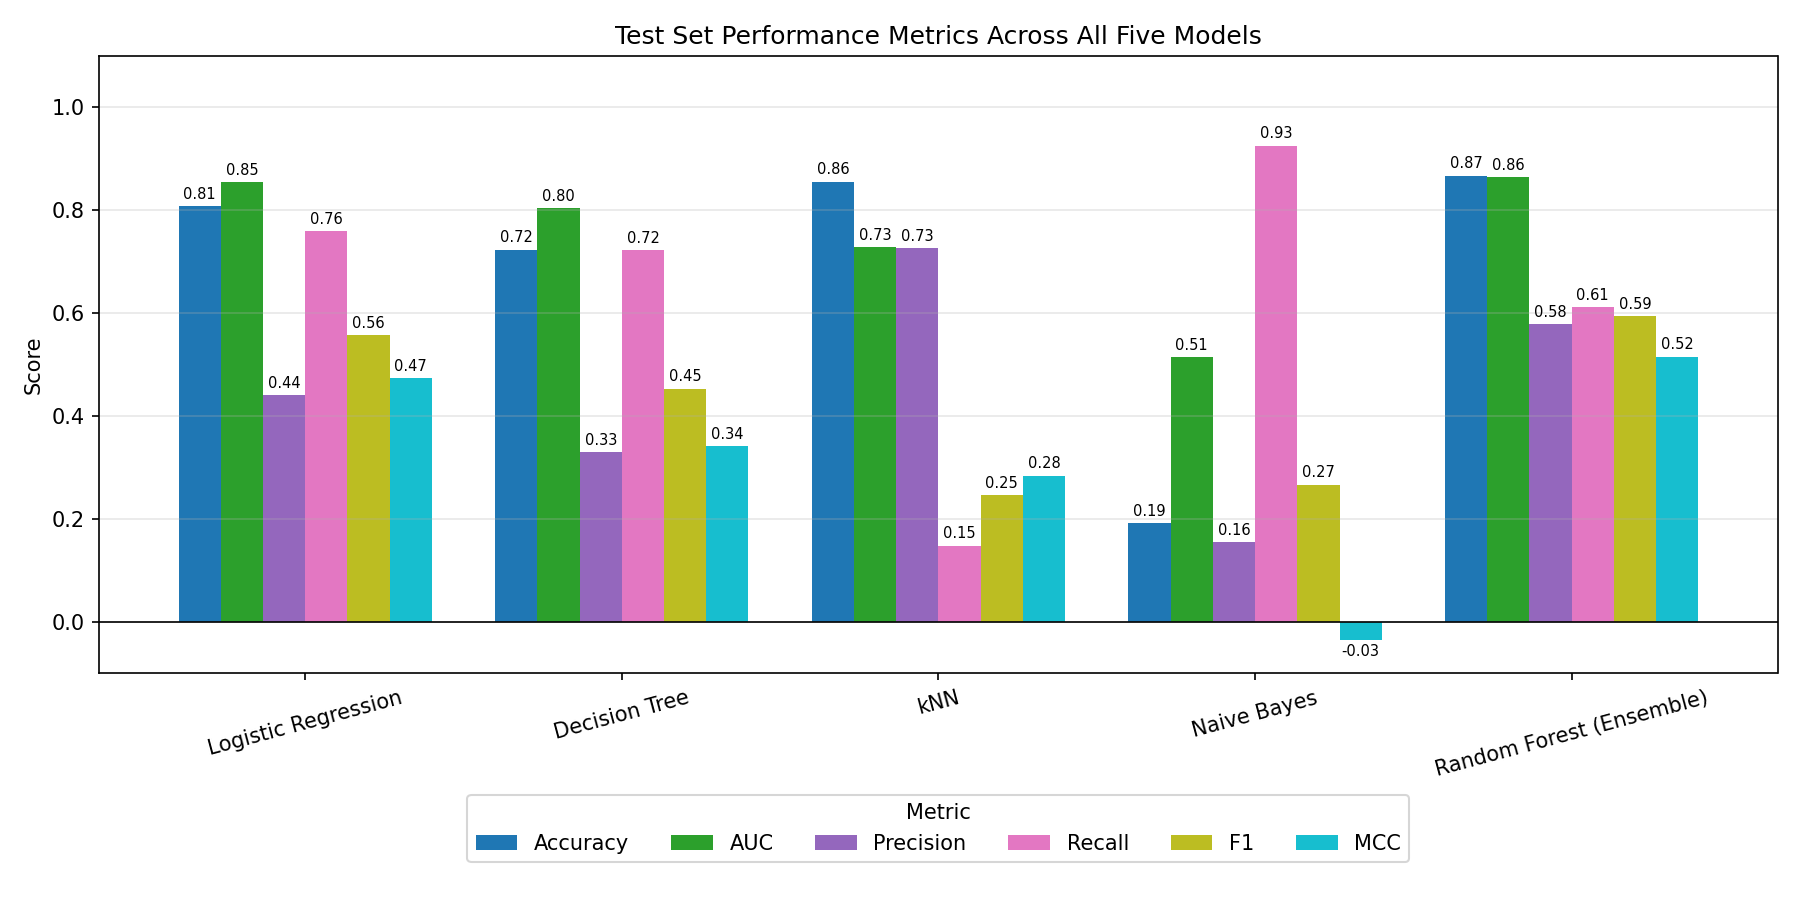 Test Set Performance Metrics Across All Five Models
Score
1.0
0.8
0.6
0.4
0.2
0.0
0.81 0.85 0.44 0.76 0.56 0.47
0.72 0.80 0.33 0.72 0.45 0.34
0.86 0.73 0.73 0.15 0.25 0.28
0.19 0.51 0.16 0.93 0.27 -0.03
0.87 0.86 0.58 0.61 0.59 0.52
Logistic Regression
Decision Tree
kNN
Naive Bayes
Random Forest (Ensemble)
Metric
Accuracy AUC Precision Recall F1 MCC